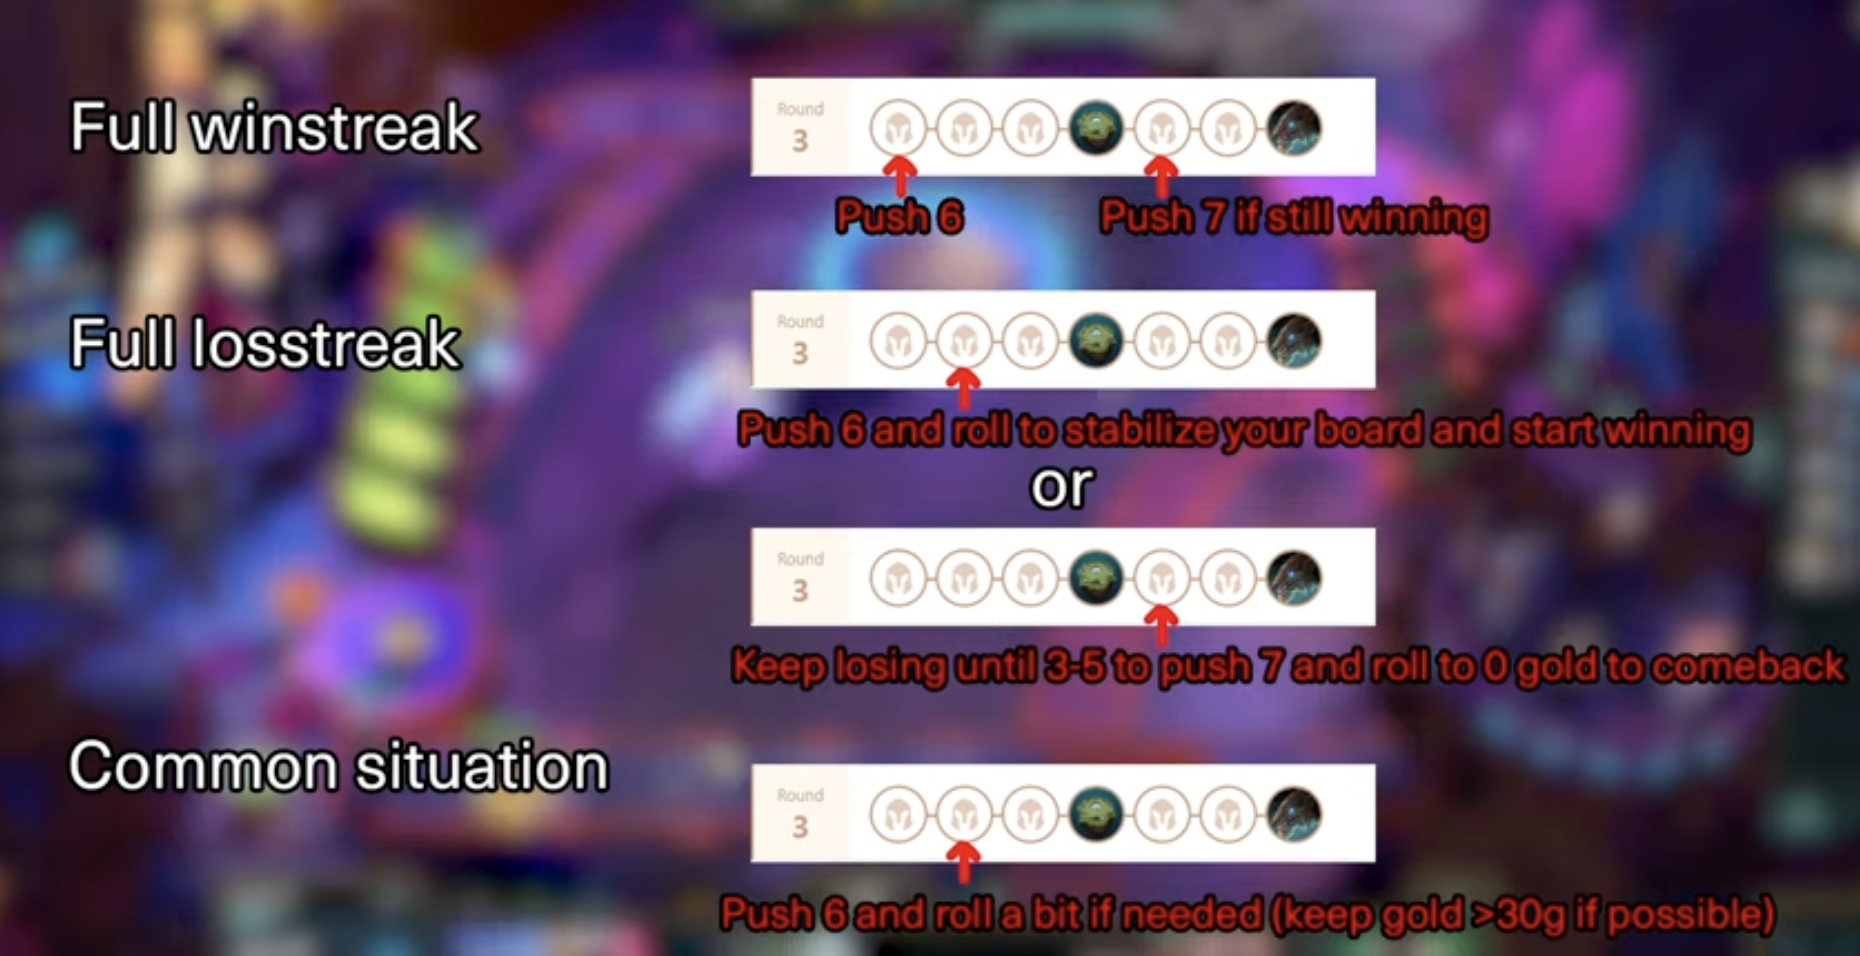 Full winstreak
Round
3
Push 6
Push 7 if still winning
Full losstreak
Round
3
Push 6 and roll to stabilize your board and start winning
or
Round
3
Keep losing until 3-5 to push 7 and roll to 0 gold to comeback
Common situation
Round
3
Push 6 and roll a bit if needed (keep gold >30g if possible)